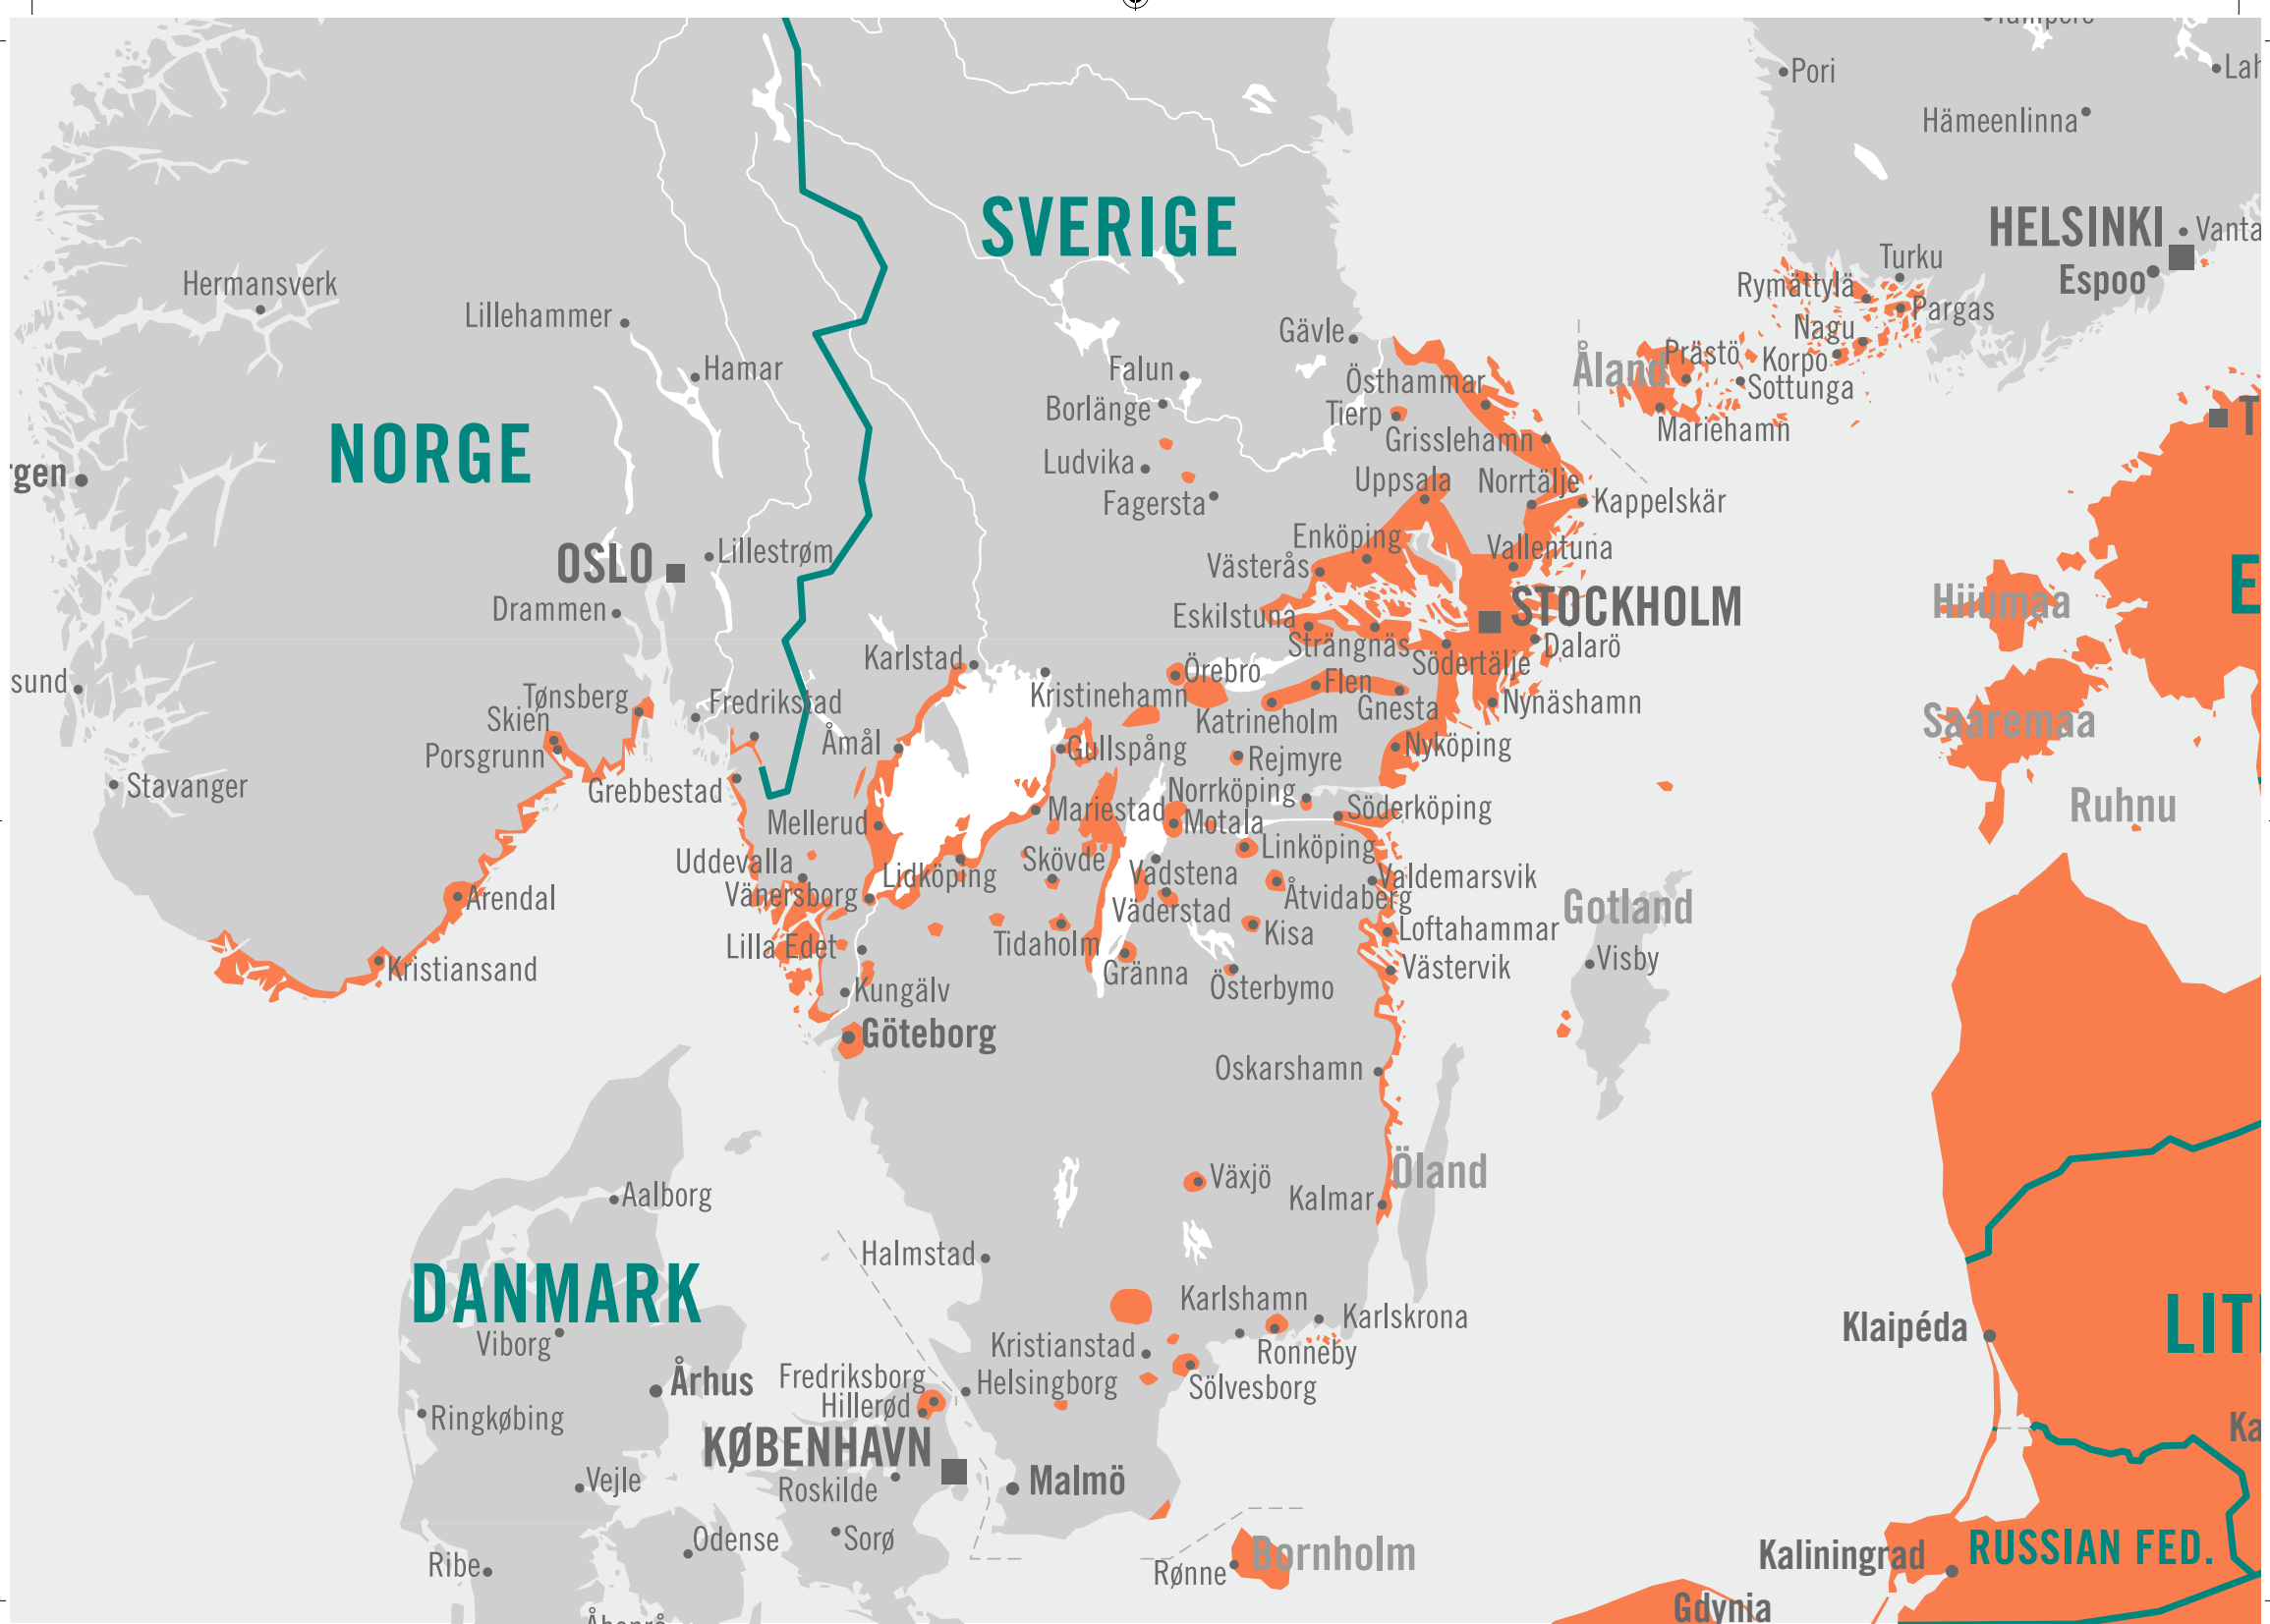 Pori
Hämeenlinna
SVERIGE
HELSINKI
Espoo
Turku
Rymättylä
Pargas
Nagu
Korpo
Prästö
Åland
Sottunga
Mariehamn
Hermansverk
Lillehammer
Hamar
Gävle
Falun
Borlänge
Ludvika
Fagersta
Östhammar
Tierp
Grisslehamn
Uppsala
Norrtälje
Kappelskär
NORGE
OSLO
Lillestrøm
Drammen
Enköping
Västerås
Vallentuna
STOCKHOLM
Eskilstuna
Strängnäs
Södertälje
Dalarö
Hiiumaa
Karlstad
Örebro
Kristinehamn
Flen
Katrineholm
Gnesta
Nynäshamn
Tønsberg
Skien
Porsgrunn
Fredrikstad
Åmål
Gullspång
Rejmyre
Nyköping
Saaremaa
Stavanger
Grebbestad
Mellerud
Mariestad
Norrköping
Motala
Söderköping
Ruhnu
Uddevalla
Vänersborg
Lidköping
Skövde
Vadstena
Linköping
Åtvidaberg
Valdemarsvik
Väderstad
Gotland
Arendal
Lilla Edet
Tidaholm
Kisa
Loftahammar
Kristiansand
Gränna
Österbymo
Västervik
Visby
Kungälv
Göteborg
Oskarshamn
Öland
Växjö
Kalmar
Aalborg
Halmstad
DANMARK
Viborg
Karlshamn
Karlskrona
Kristianstad
Ronneby
Klaipéda
Århus
Fredriksborg
Hillerød
Helsingborg
Sölvesborg
Ringkøbing
KØBENHAVN
Roskilde
Malmö
Vejle
Odense
Sorø
Ribe
Rønne
Bornholm
Kaliningrad
RUSSIAN FED.
Gdynia